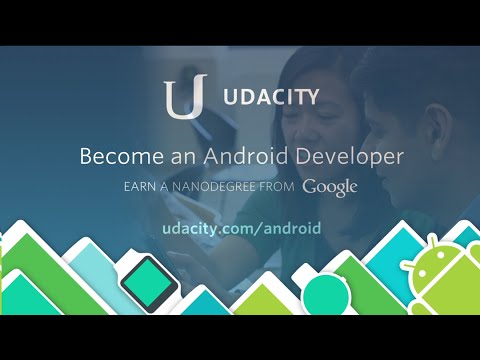 UDACITY
Become an Android Developer
EARN A NANODEGREE FROM Google
udacity.com/android